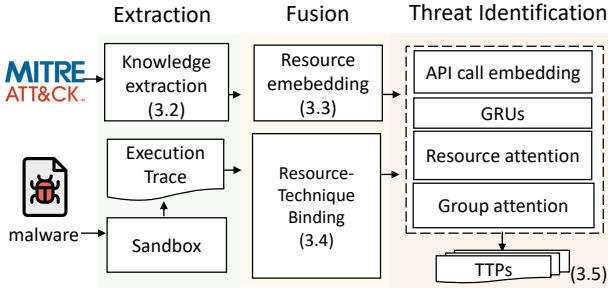 Extraction
Fusion
Threat Identification
MITRE
ATT&CK™
Knowledge
extraction
(3.2)
Resource
emebedding
(3.3)
API call embedding
GRUs
Resource attention
Group attention
malware
Execution
Trace
Sandbox
Resource-
Technique
Binding
(3.4)
TTPs
(3.5)